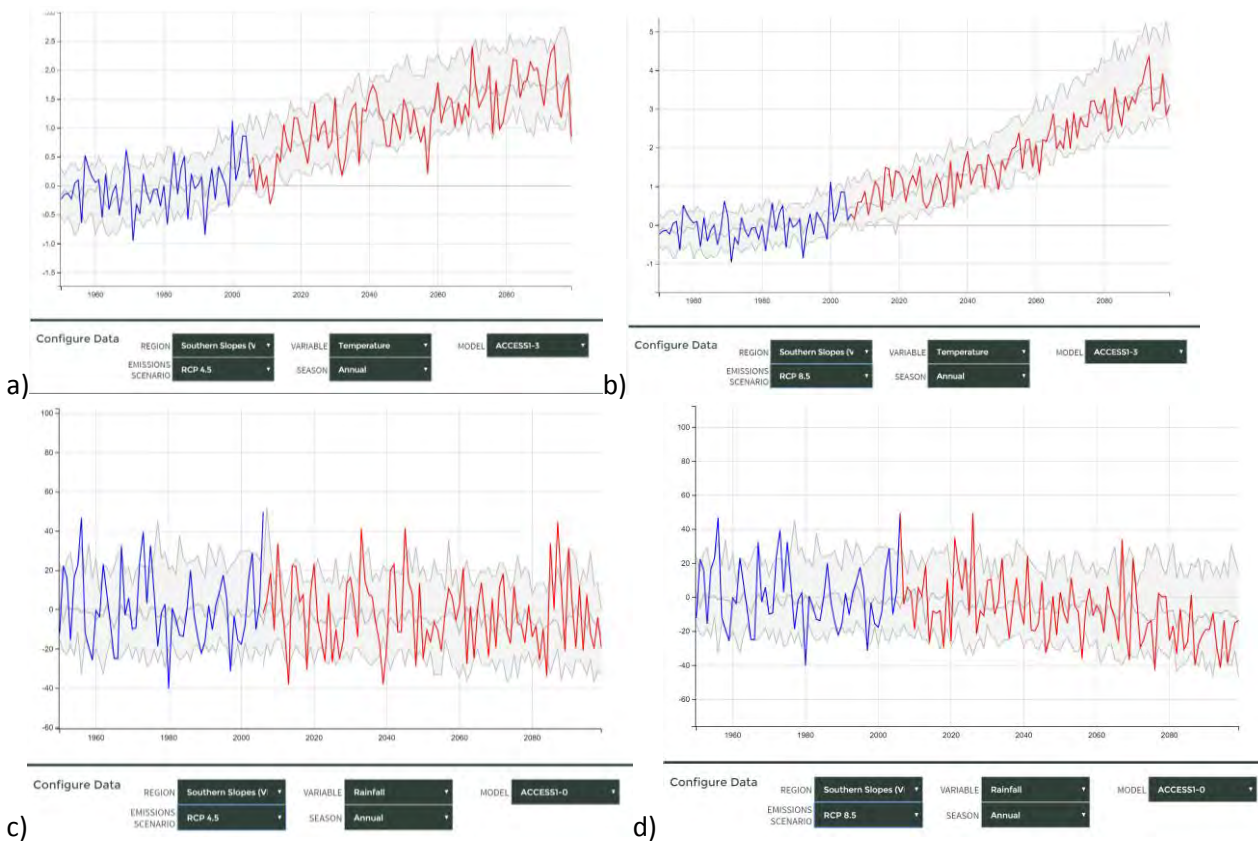 3.0
2.5
2.0
1.5
1.0
0.5
0.0
-0.5
-1.0
-1.5
1960 1980 2000 2020 2040 2060 2080
Configure Data
REGION Southern Slopes (V VARIABLE Temperature MODEL ACCESS1-3
EMISSIONS SCENARIO RCP 4.5 SEASON Annual
a)
5
4
3
2
1
0
-1
1960 1980 2000 2020 2040 2060 2080
Configure Data
REGION Southern Slopes (V VARIABLE Temperature MODEL ACCESS1-3
EMISSIONS SCENARIO RCP 8.5 SEASON Annual
b)
100
80
60
40
20
0
-20
-40
-60
1960 1980 2000 2020 2040 2060 2080
Configure Data
REGION Southern Slopes (Vi VARIABLE Rainfall MODEL ACCESS1-0
EMISSIONS SCENARIO RCP 4.5 SEASON Annual
c)
100
80
60
40
20
0
-20
-40
-60
1960 1980 2000 2020 2040 2060 2080
Configure Data
REGION Southern Slopes (Vi VARIABLE Rainfall MODEL ACCESS1-0
EMISSIONS SCENARIO RCP 8.5 SEASON Annual
d)